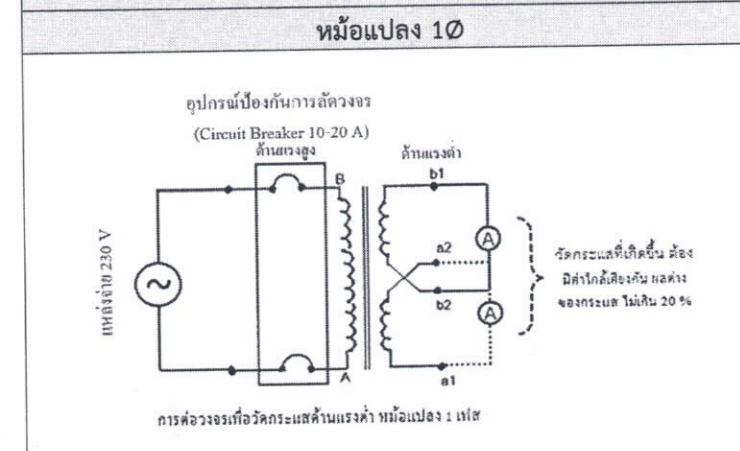 หม้อแปลง 1Ø
อุปกรณ์ป้องกันการลัดวงจร
(Circuit Breaker 10-20 A)
ด้านแรงสูง
ด้านแรงต่ำ
B
b1
A
a2
b2
A
a1
A
แหล่งจ่าย 230 V
วัดกระแสที่เกิดขึ้น ต้อง
มีค่าใกล้เคียงกัน ผลต่าง
ของกระแส ไม่เกิน 20 %
การต่อวงจรเพื่อวัดกระแสด้านแรงต่ำ หม้อแปลง 1 เฟส